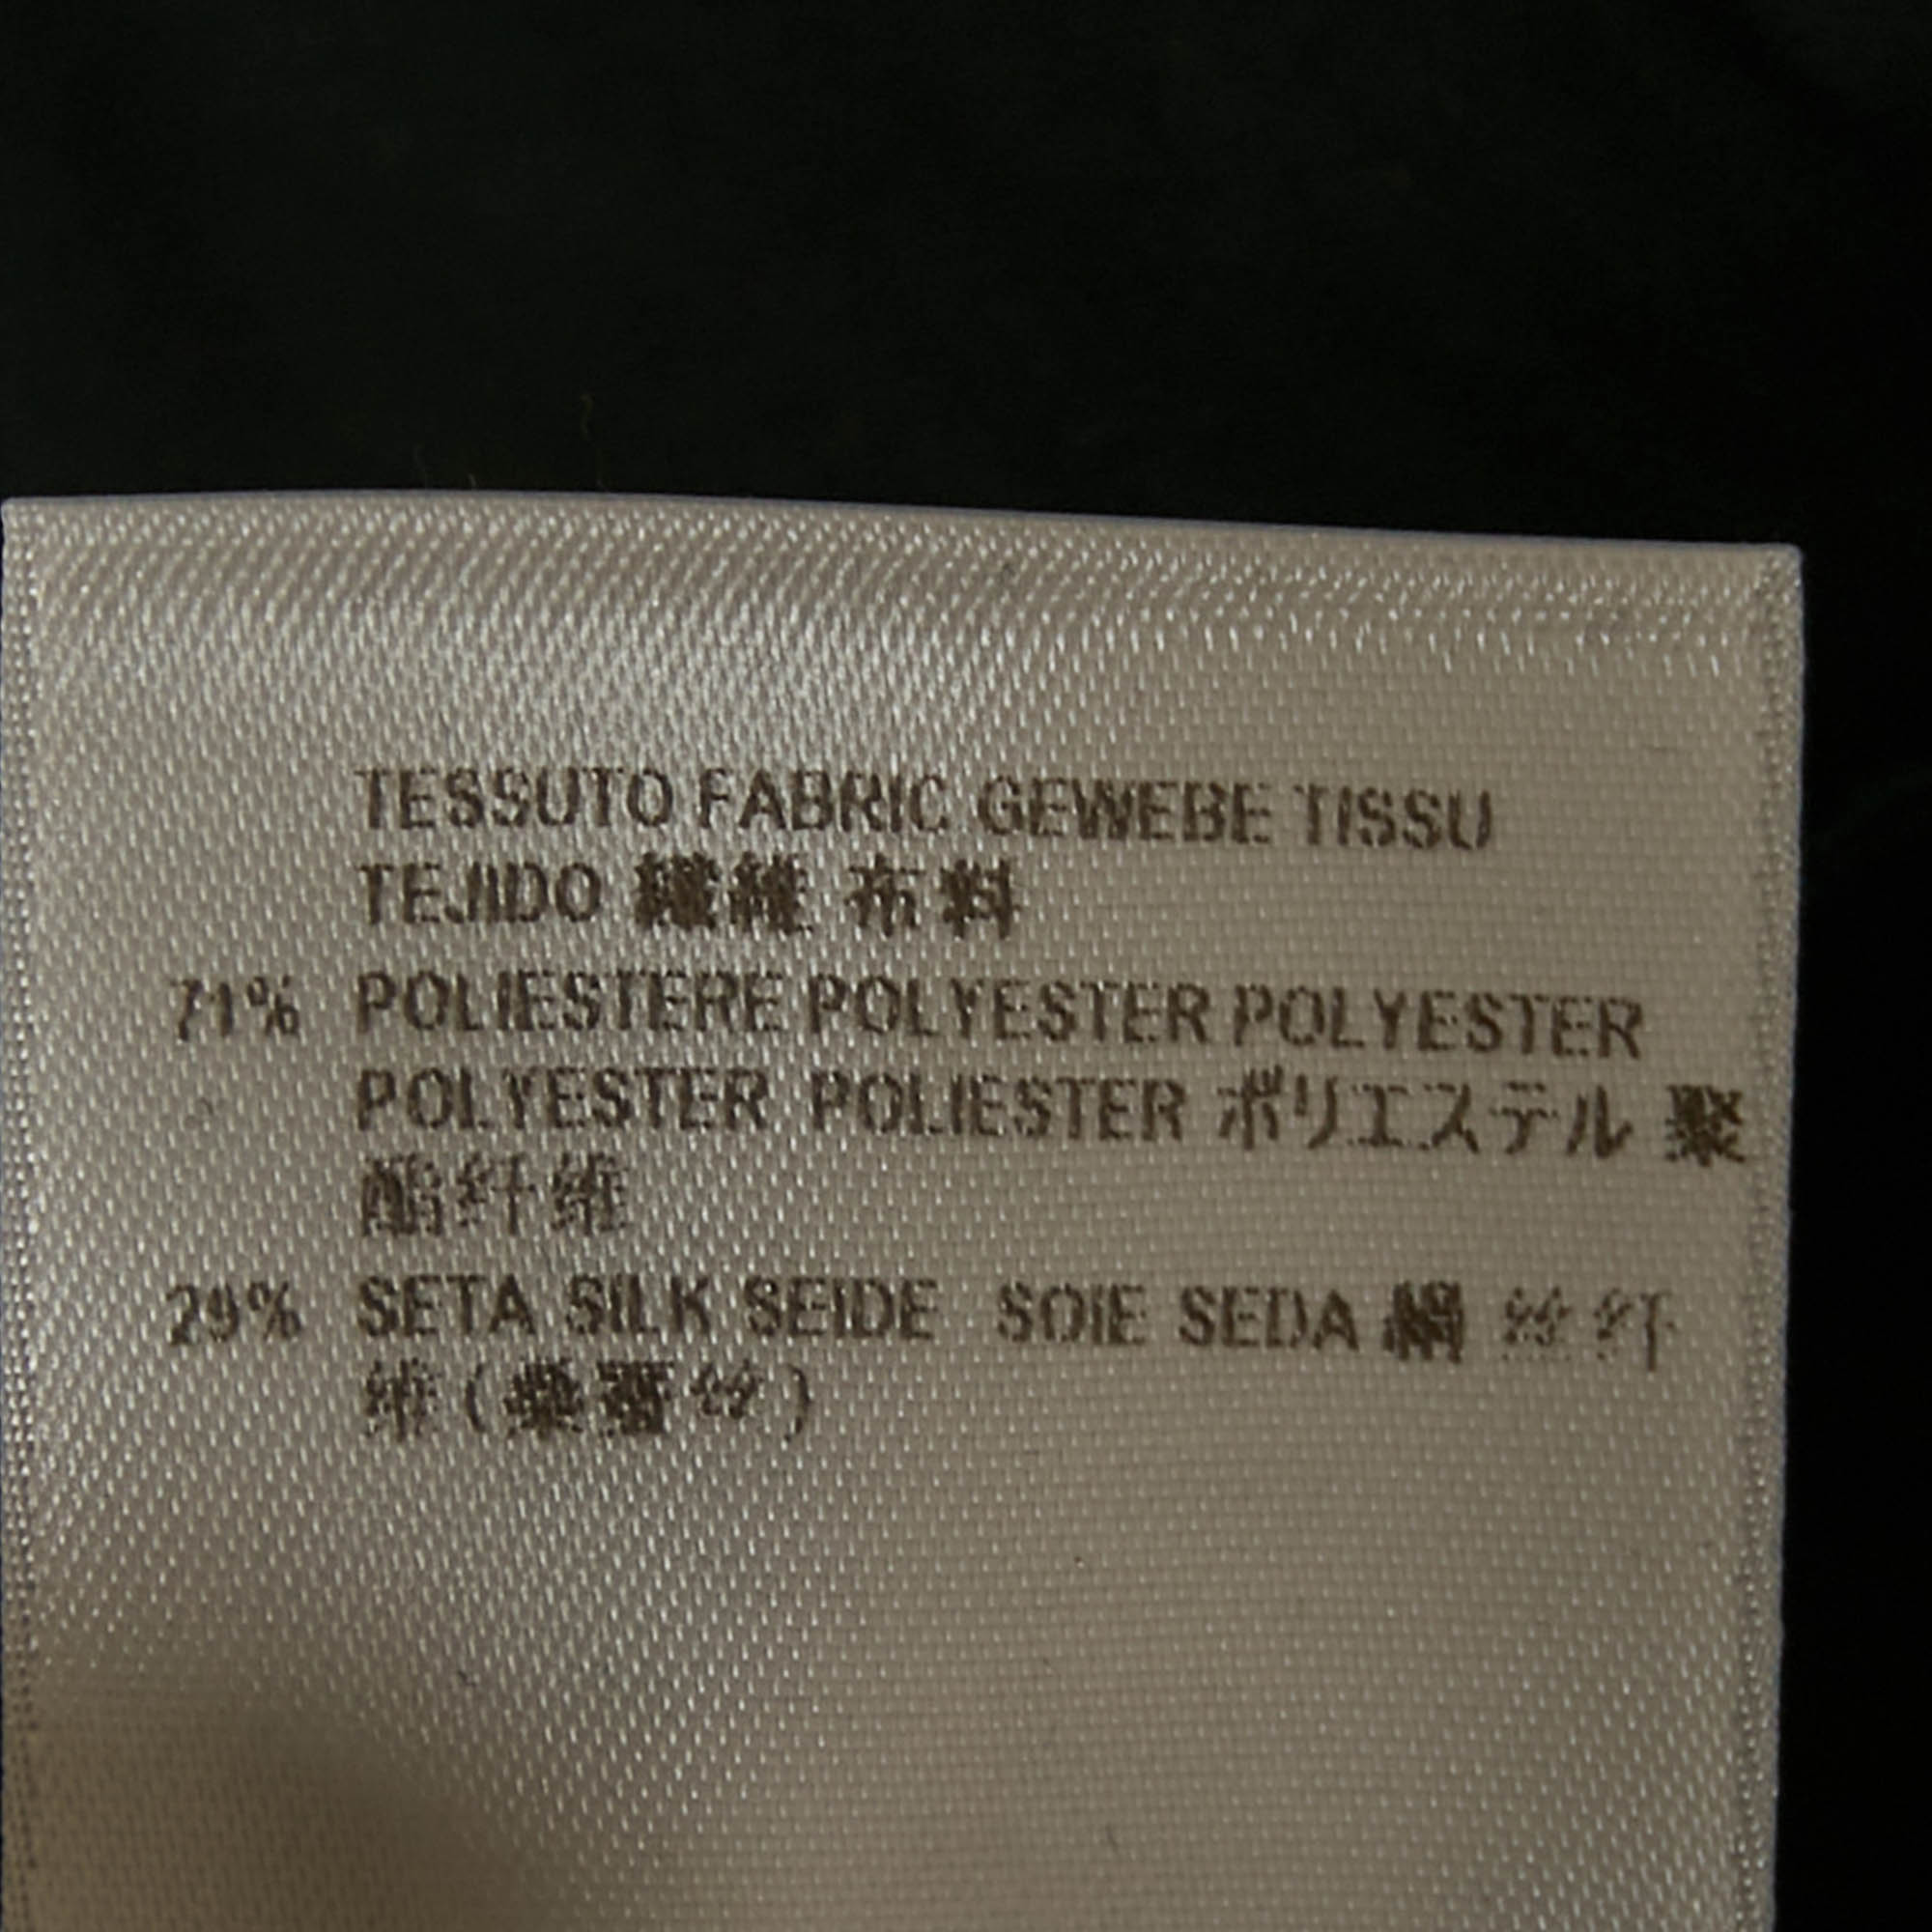 TESSUTO FABRIC GEWEBE TISSU
TEJIDO 繊維 布料
71% POLIESTERE POLYESTER POLYESTER
POLYESTER POLIESTER ポリエステル 聚
酯纤维
29% SETA SILK SEIDE SOIE SEDA 絹 丝纤
维(桑蚕丝)